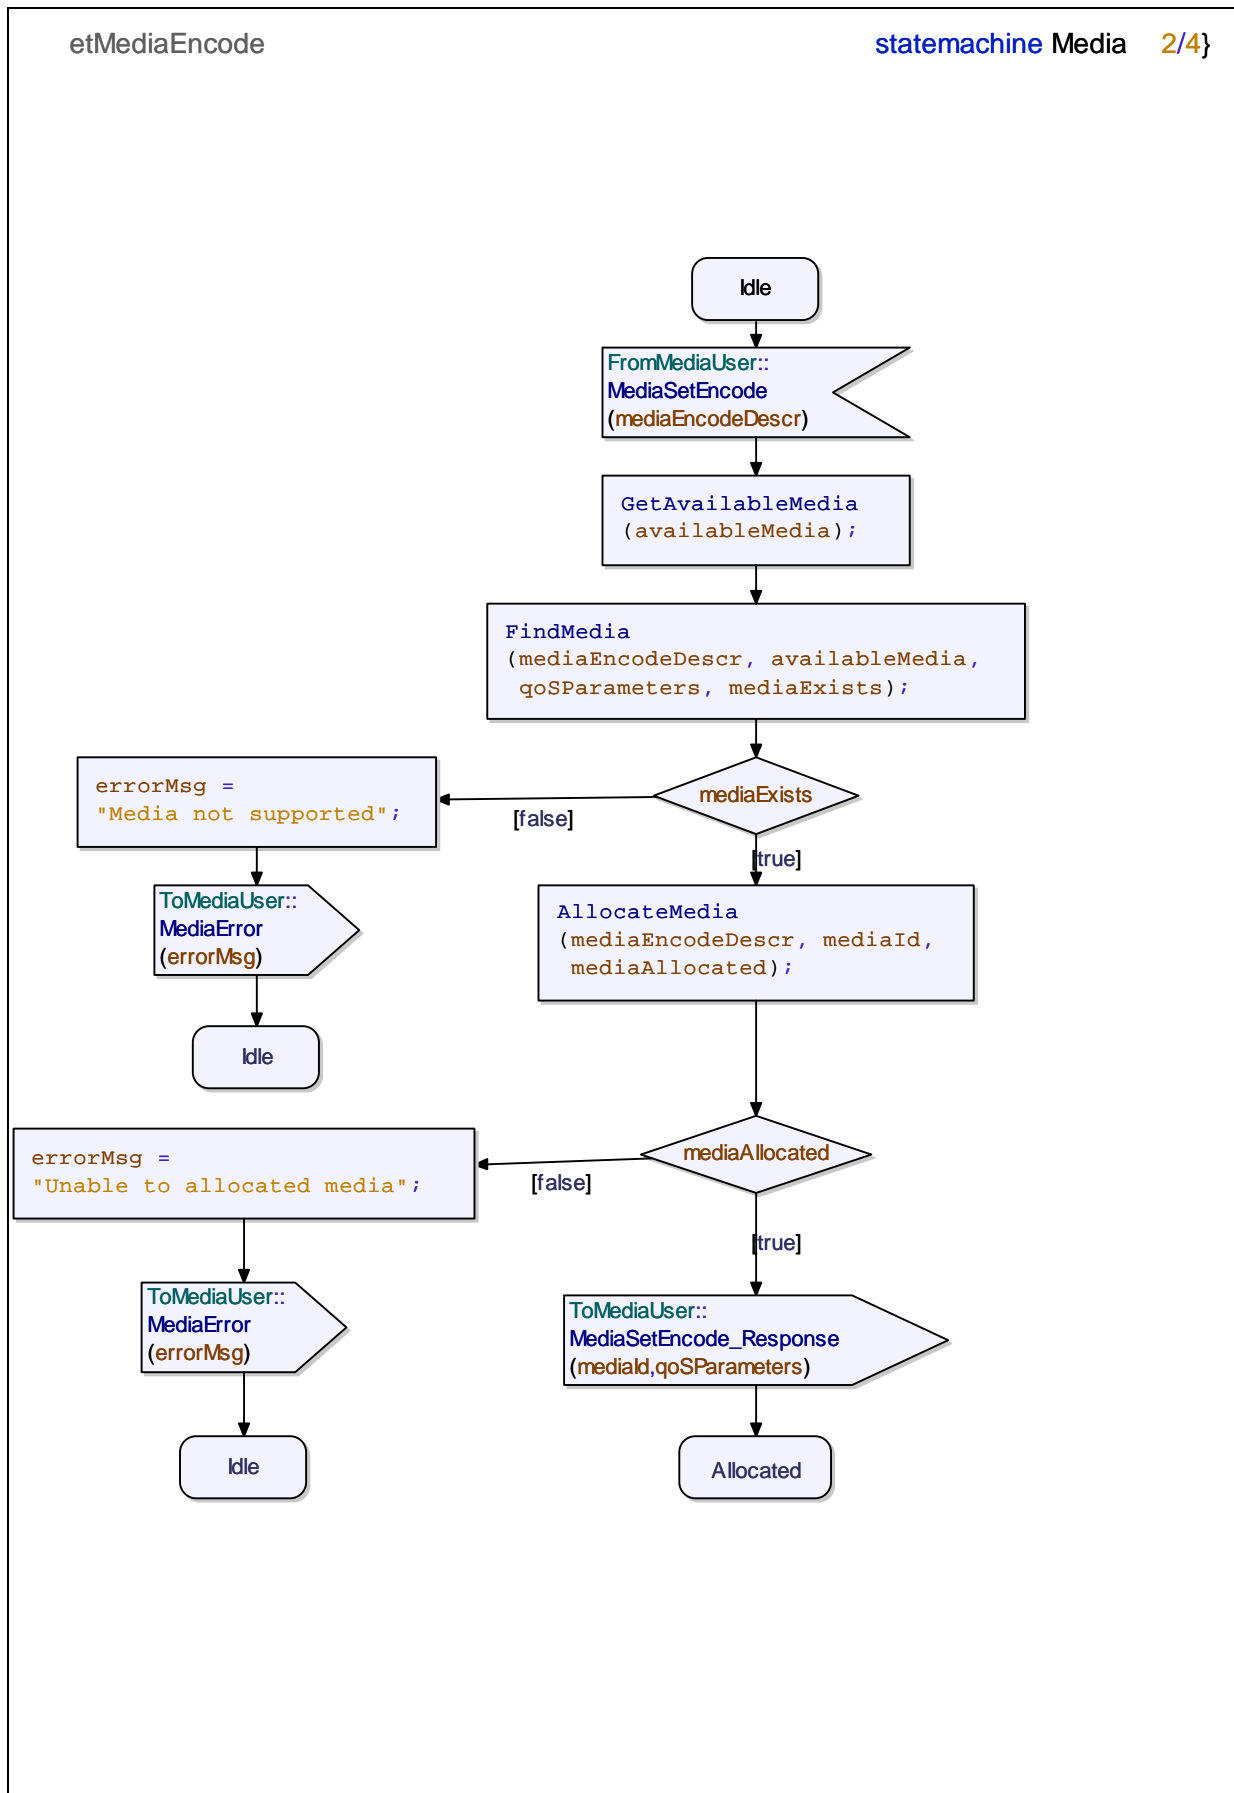 etMediaEncode
statemachine Media 2/4}
Idle
FromMediaUser::
MediaSetEncode
(mediaEncodeDescr)
GetAvailableMedia
(availableMedia);
FindMedia
(mediaEncodeDescr, availableMedia,
qoSParameters, mediaExists);
mediaExists
[false]
[true]
errorMsg =
"Media not supported";
ToMediaUser::
MediaError
(errorMsg)
Idle
AllocateMedia
(mediaEncodeDescr, mediaId,
mediaAllocated);
mediaAllocated
[false]
[true]
errorMsg =
"Unable to allocated media";
ToMediaUser::
MediaError
(errorMsg)
Idle
ToMediaUser::
MediaSetEncode_Response
(mediaId,qoSParameters)
Allocated